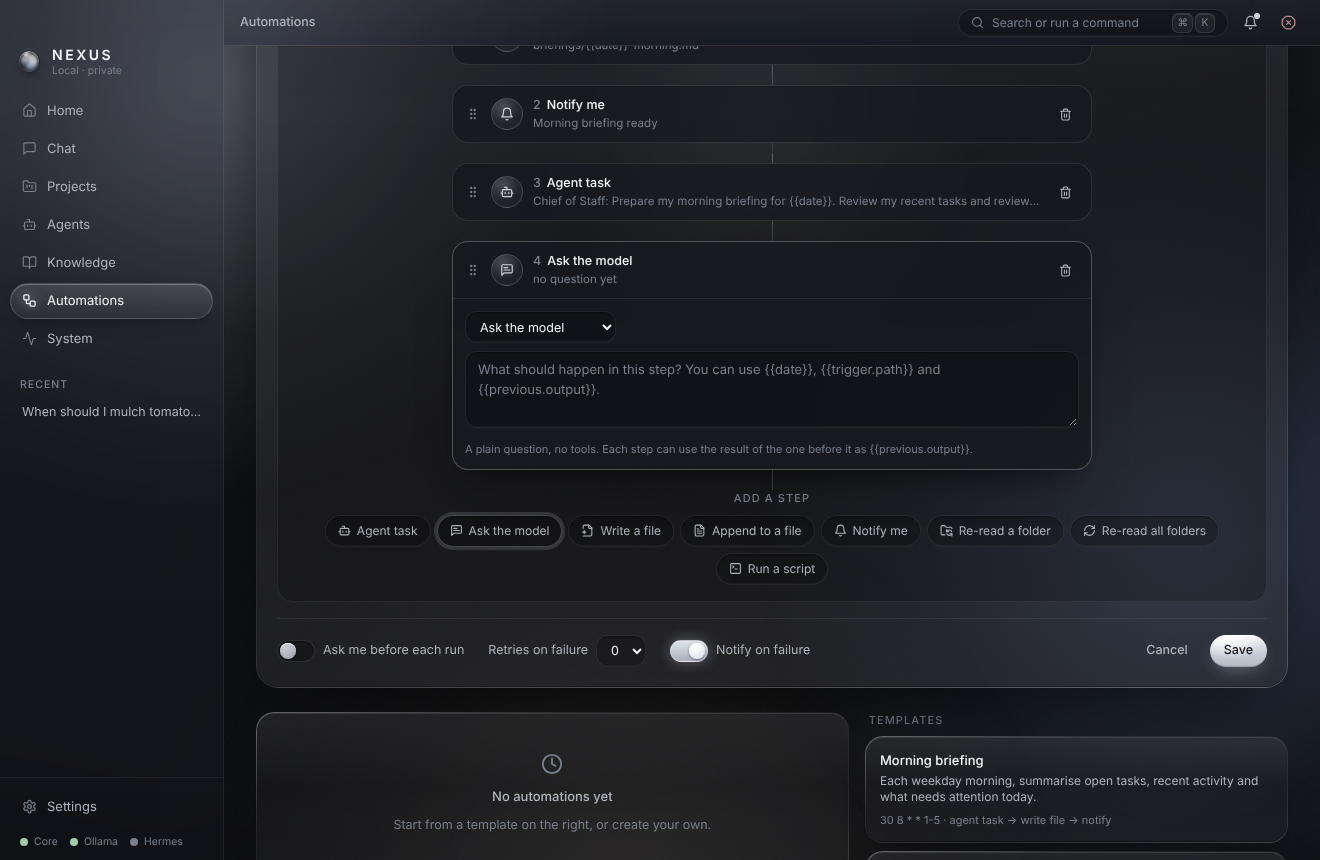 NEXUS
Local · private
Home
Chat
Projects
Agents
Knowledge
Automations
System
RECENT
When should I mulch tomato...
Settings
Core
Ollama
Hermes
Automations
Search or run a command
⌘ K
2 Notify me
Morning briefing ready
3 Agent task
Chief of Staff: Prepare my morning briefing for {{date}}. Review my recent tasks and review...
4 Ask the model
no question yet
Ask the model
What should happen in this step? You can use {{date}}, {{trigger.path}} and
{{previous.output}}.
A plain question, no tools. Each step can use the result of the one before it as {{previous.output}}.
ADD A STEP
Agent task
Ask the model
Write a file
Append to a file
Notify me
Re-read a folder
Re-read all folders
Run a script
Ask me before each run
Retries on failure
0
Notify on failure
Cancel
Save
No automations yet
Start from a template on the right, or create your own.
TEMPLATES
Morning briefing
Each weekday morning, summarise open tasks, recent activity and
what needs attention today.
30 8 * * 1-5 · agent task → write file → notify